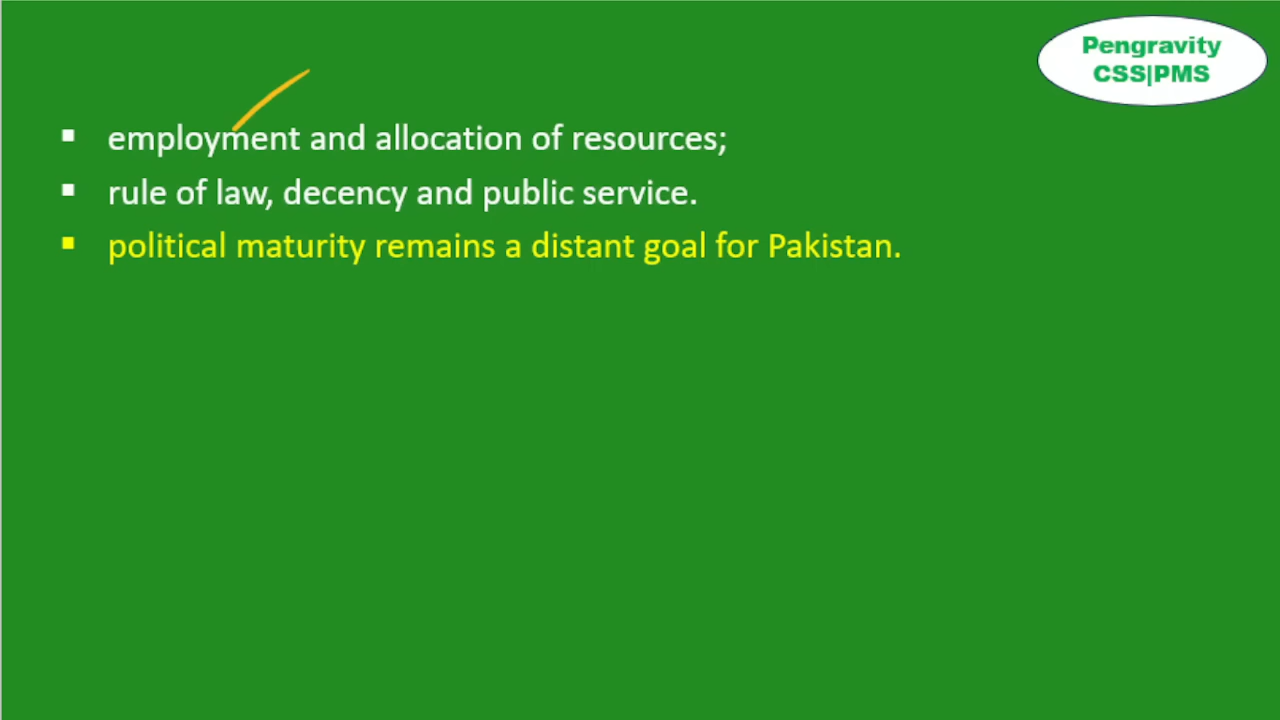 Pengravity
CSS|PMS
employment and allocation of resources;
rule of law, decency and public service.
political maturity remains a distant goal for Pakistan.